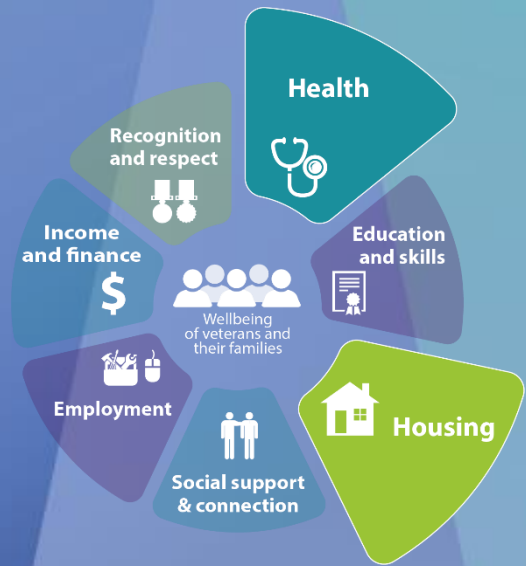 Health
Recognition
and respect
Education
and skills
Income
and finance
$
Wellbeing
of veterans and
their families
Employment
Housing
Social support
& connection